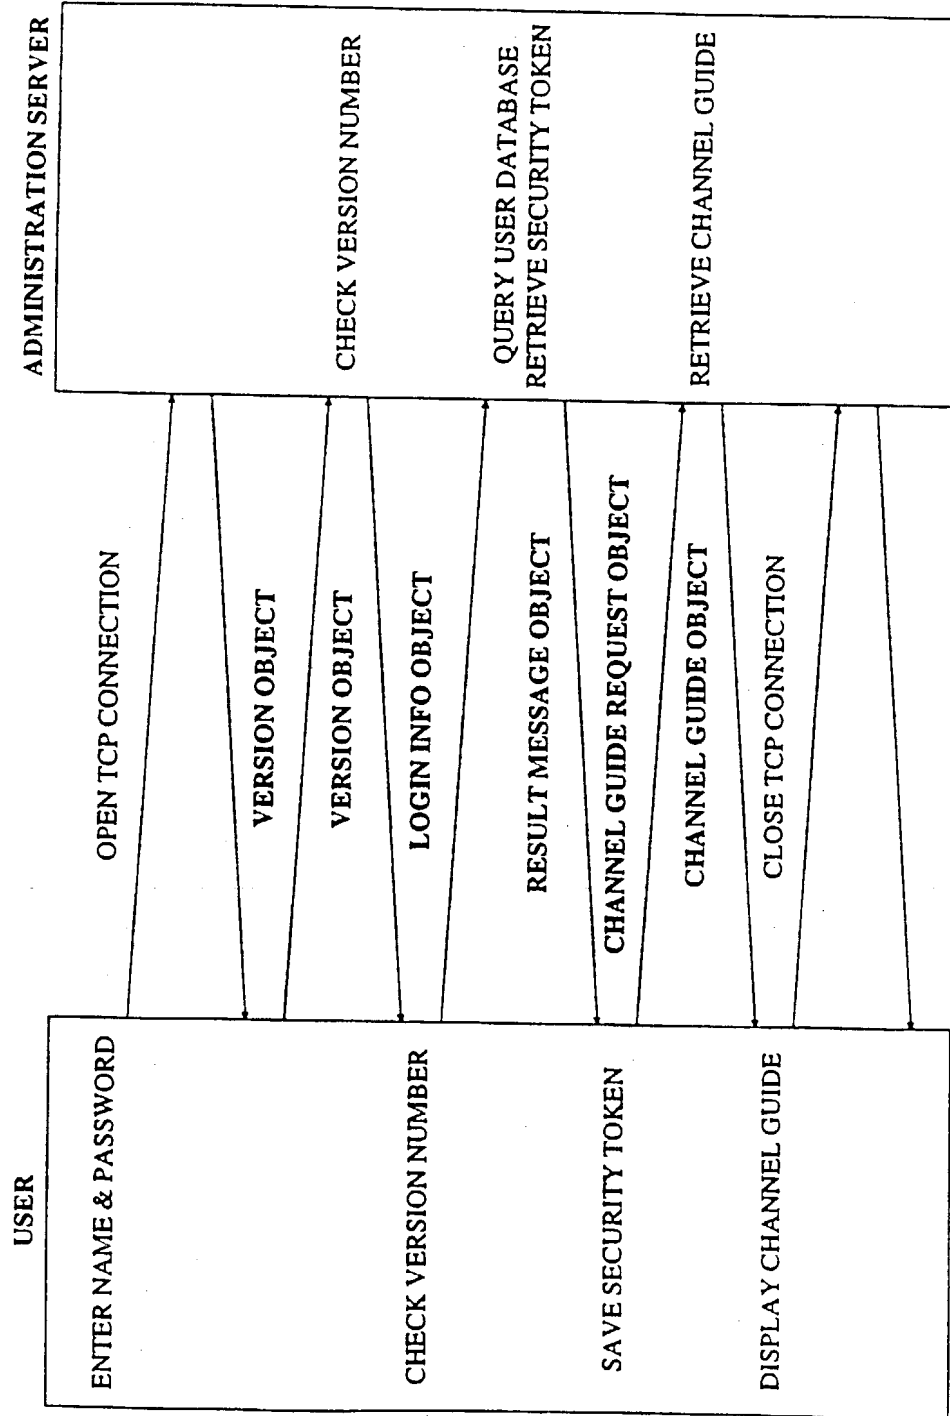 USER
ADMINISTRATION SERVER
ENTER NAME & PASSWORD
OPEN TCP CONNECTION
VERSION OBJECT
VERSION OBJECT
CHECK VERSION NUMBER
CHECK VERSION NUMBER
LOGIN INFO OBJECT
QUERY USER DATABASE
RETRIEVE SECURITY TOKEN
RESULT MESSAGE OBJECT
SAVE SECURITY TOKEN
CHANNEL GUIDE REQUEST OBJECT
RETRIEVE CHANNEL GUIDE
CHANNEL GUIDE OBJECT
DISPLAY CHANNEL GUIDE
CLOSE TCP CONNECTION